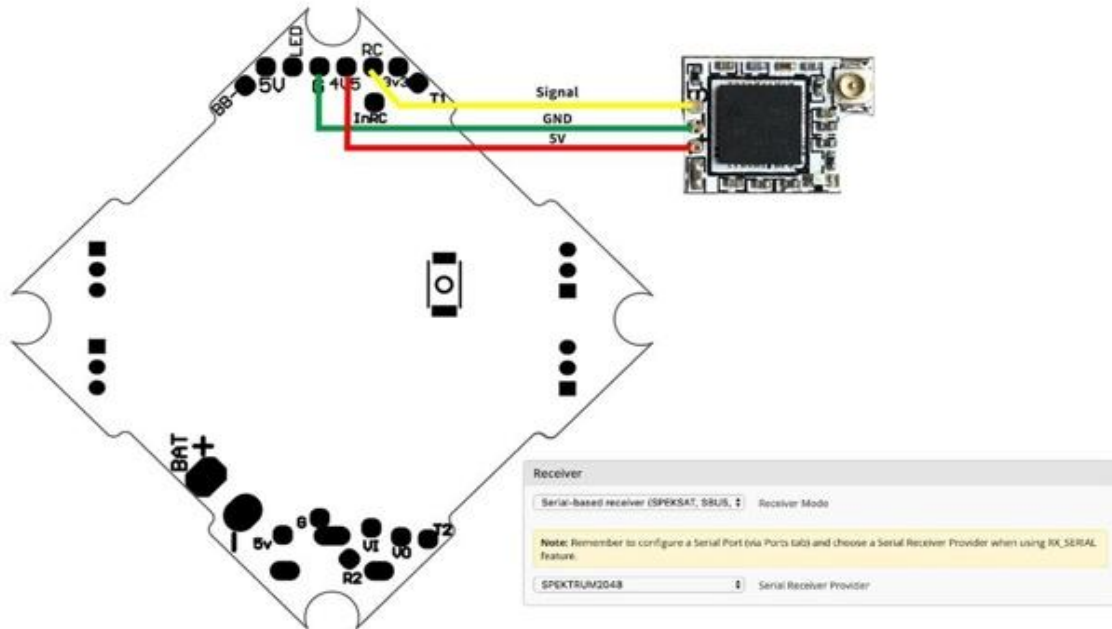 LED
RC
BB-
5V
G
4V5
3v3
T1
InRC
Signal
GND
5V
BAT
+
-
5v
G
VI
VO
T2
R2
Receiver
Serial-based receiver (SPEKSAT, SBUS, Receiver Mode
Note: Remember to configure a Serial Port (via Ports tab) and choose a Serial Receiver Provider when using RX_SERIAL
feature.
SPEKTRUM2048 Serial Receiver Provider